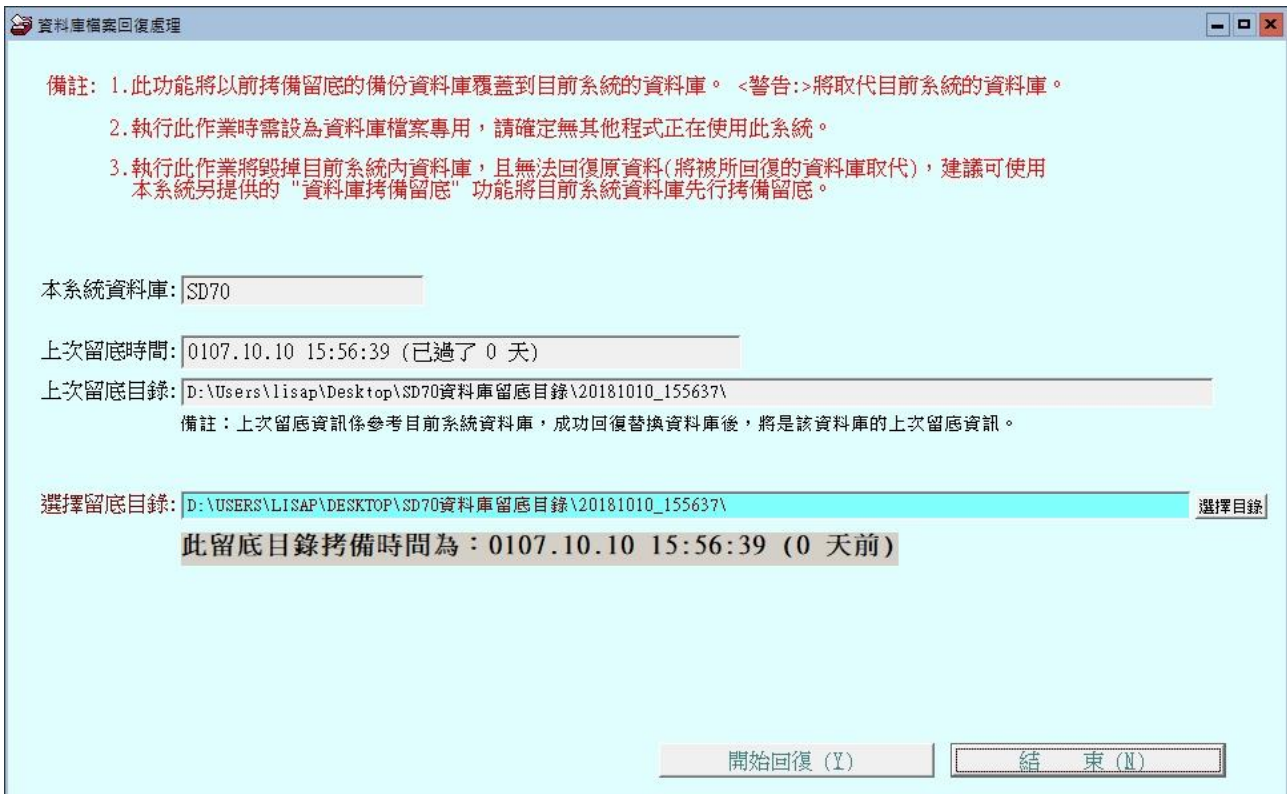 資料庫檔案回復處理
備註: 1.此功能將以前拷備留底的備份資料庫覆蓋到目前系統的資料庫。 <警告:>將取代目前系統的資料庫。
2.執行此作業時需設為資料庫檔案專用，請確定無其他程式正在使用此系統。
3.執行此作業將毀掉目前系統內資料庫，且無法回復原資料(將被所回復的資料庫取代)，建議可使用
本系統另提供的 "資料庫拷備留底" 功能將目前系統資料庫先行拷備留底。
本系統資料庫: SD70
上次留底時間: 0107.10.10 15:56:39 (已過了 0 天)
上次留底目錄: D:\Users\lisap\Desktop\SD70資料庫留底目錄\20181010_155637\
備註：上次留底資訊係參考目前系統資料庫，成功回復替換資料庫後，將是該資料庫的上次留底資訊。
選擇留底目錄: D:\USERS\LISAP\DESKTOP\SD70資料庫留底目錄\20181010_155637\ 選擇目錄
此留底目錄拷備時間為：0107.10.10 15:56:39 (0 天前)
開始回復 (Y) 結 束 (N)